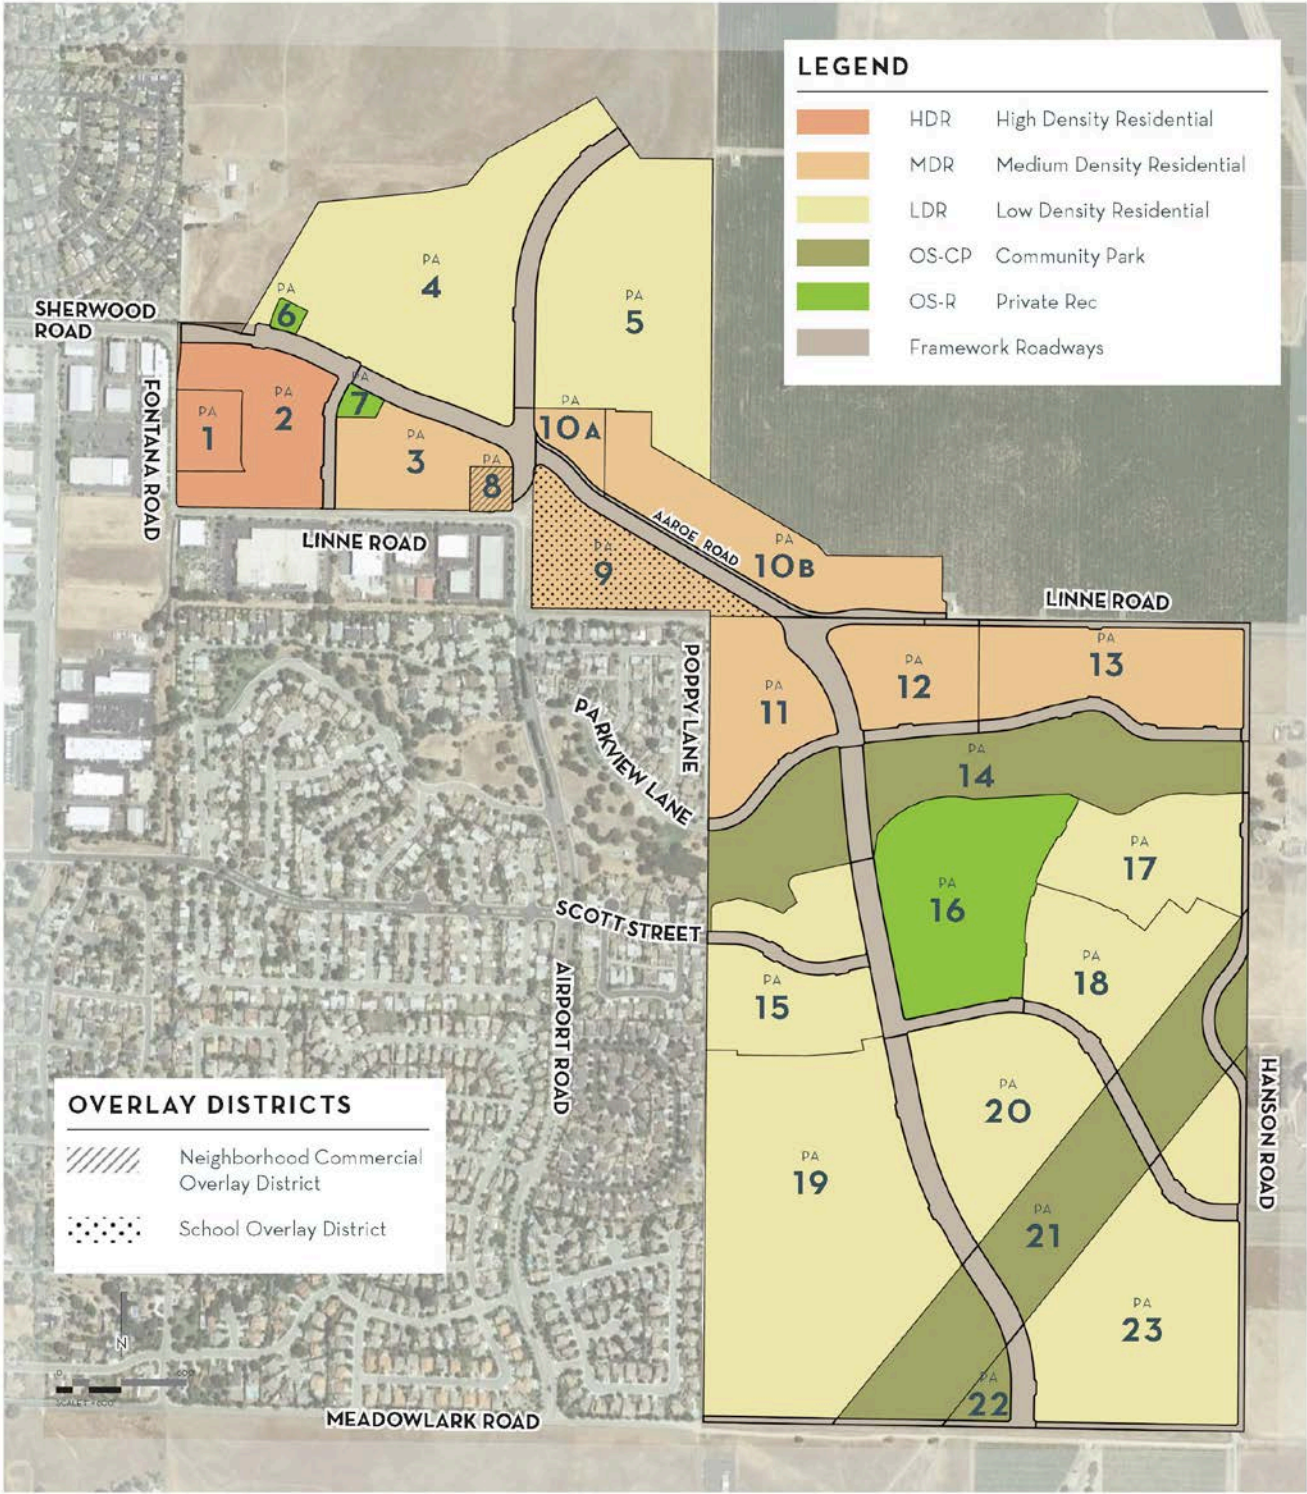 LEGEND
HDR High Density Residential
MDR Medium Density Residential
LDR Low Density Residential
OS-CP Community Park
OS-R Private Rec
Framework Roadways
PA
4
PA
5
PA
6
SHERWOOD
ROAD
PA
7
PA
1
PA
2
PA
3
PA
8
PA
10A
FONTANA ROAD
LINNE ROAD
PA
9
AAROE ROAD
PA
10B
LINNE ROAD
PA
11
PA
12
PA
13
POPPY LANE
PARKVIEW LANE
PA
14
PA
16
PA
17
SCOTT STREET
AIRPORT ROAD
PA
15
PA
18
PA
19
PA
20
HANSON ROAD
PA
21
PA
22
PA
23
OVERLAY DISTRICTS
Neighborhood Commercial
Overlay District
School Overlay District
N
0
MEADOWLARK ROAD